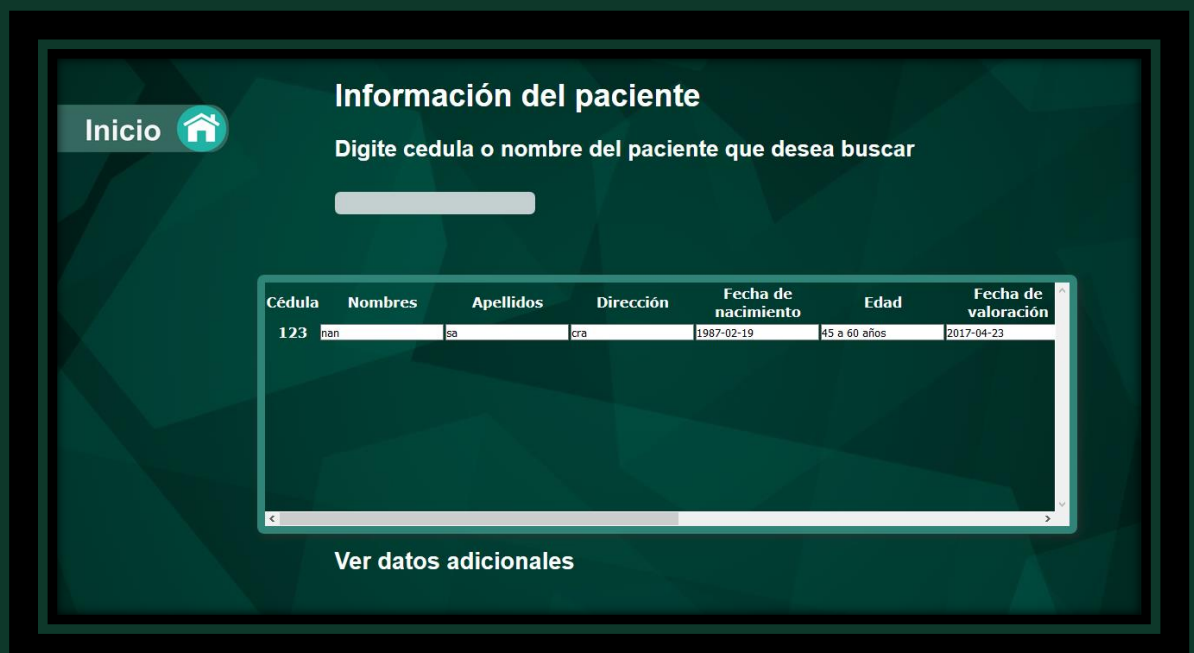 Información del paciente
Inicio
Digite cedula o nombre del paciente que desea buscar
Cédula Nombres Apellidos Dirección Fecha de nacimiento Edad Fecha de valoración
123 nan sa cra 1987-02-19 45 a 60 años 2017-04-23
Ver datos adicionales